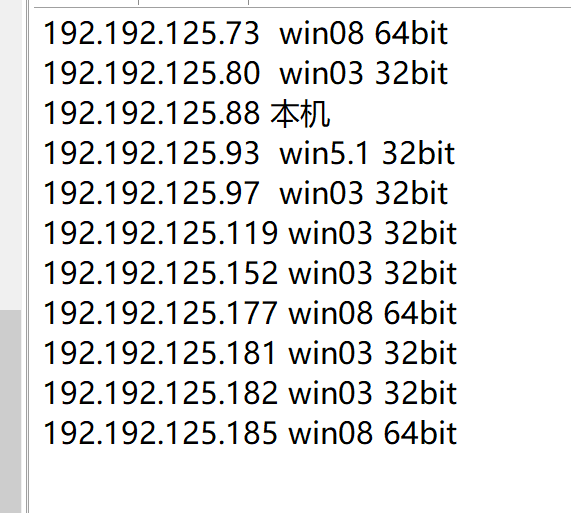 192.192.125.73  win08 64bit
192.192.125.80  win03 32bit
192.192.125.88 本机
192.192.125.93  win5.1 32bit
192.192.125.97  win03 32bit
192.192.125.119 win03 32bit
192.192.125.152 win03 32bit
192.192.125.177 win08 64bit
192.192.125.181 win03 32bit
192.192.125.182 win03 32bit
192.192.125.185 win08 64bit